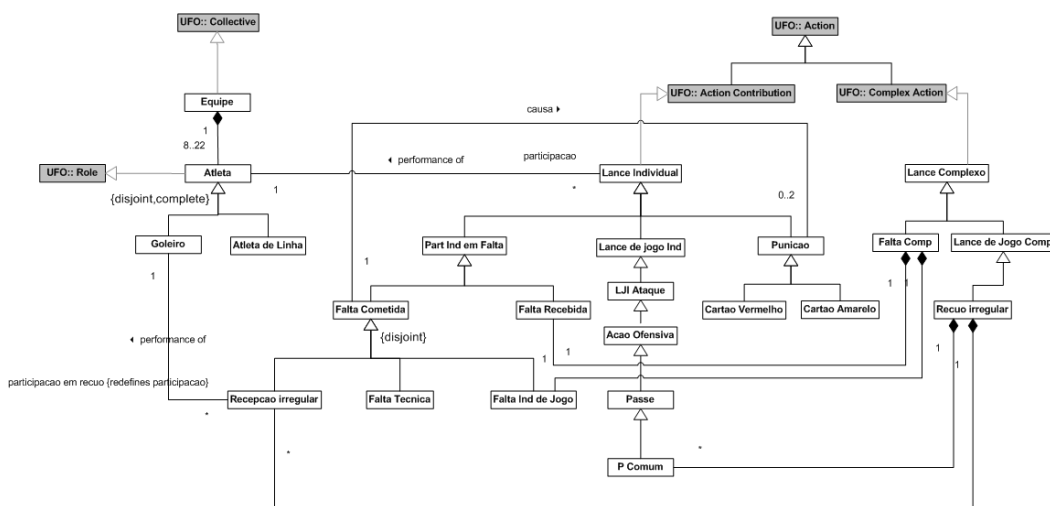 UFO:: Collective
UFO:: Action
Equipe
UFO:: Action Contribution
UFO:: Complex Action
causa ▸
1
8..22
◂ performance of
participacao
UFO:: Role
Atleta
Lance Individual
Lance Complexo
1
*
{disjoint,complete}
0..2
Goleiro
Atleta de Linha
Part Ind em Falta
Lance de jogo Ind
Punicao
Falta Comp
Lance de Jogo Comp
1
1
1
1
LJI Ataque
Falta Cometida
Falta Recebida
Cartao Vermelho
Cartao Amarelo
Recuo irregular
◂ performance of
{disjoint}
Acao Ofensiva
1
1
1
1
participacao em recuo {redefines participacao}
Recepcao irregular
Falta Tecnica
Falta Ind de Jogo
Passe
*
*
*
P Comum